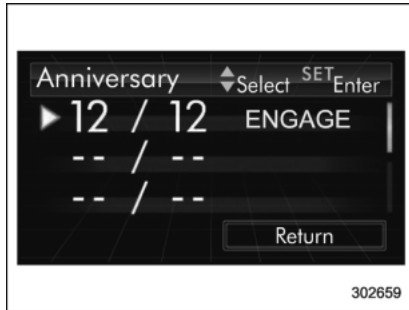 Anniversary Select SET Enter
12 / 12 ENGAGE
-- / --
-- / --
Return
302659